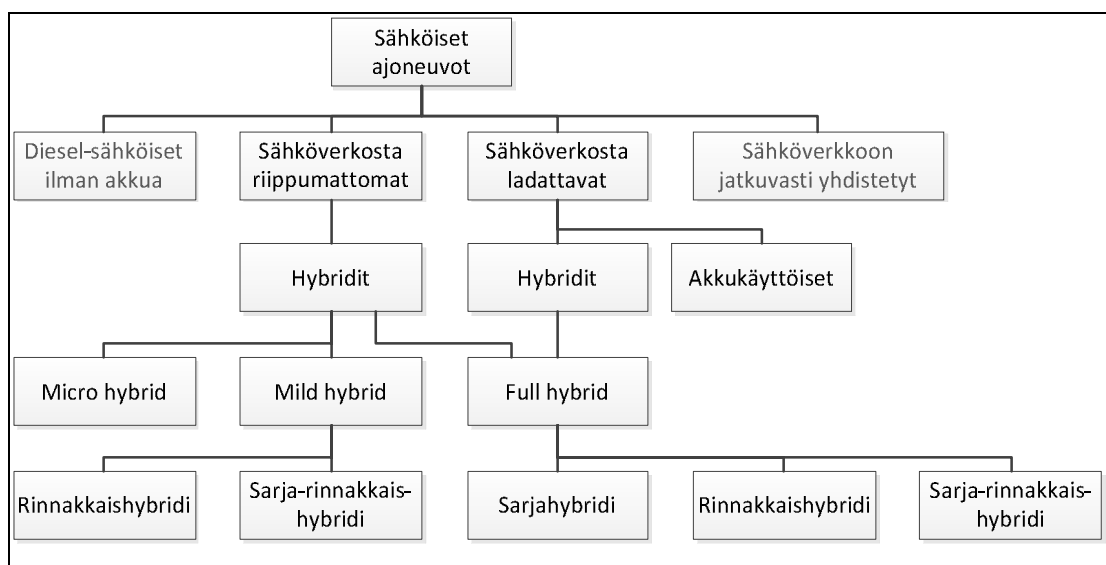 Sähköiset
ajoneuvot
Diesel-sähköiset
ilman akkua
Sähköverkosta
riippumattomat
Sähköverkosta
ladattavat
Sähköverkkoon
jatkuvasti yhdistetyt
Hybridit
Hybridit
Akkukäyttöiset
Micro hybrid
Mild hybrid
Full hybrid
Rinnakkaishybridi
Sarja-rinnakkais-
hybridi
Sarjahybridi
Rinnakkaishybridi
Sarja-rinnakkais-
hybridi